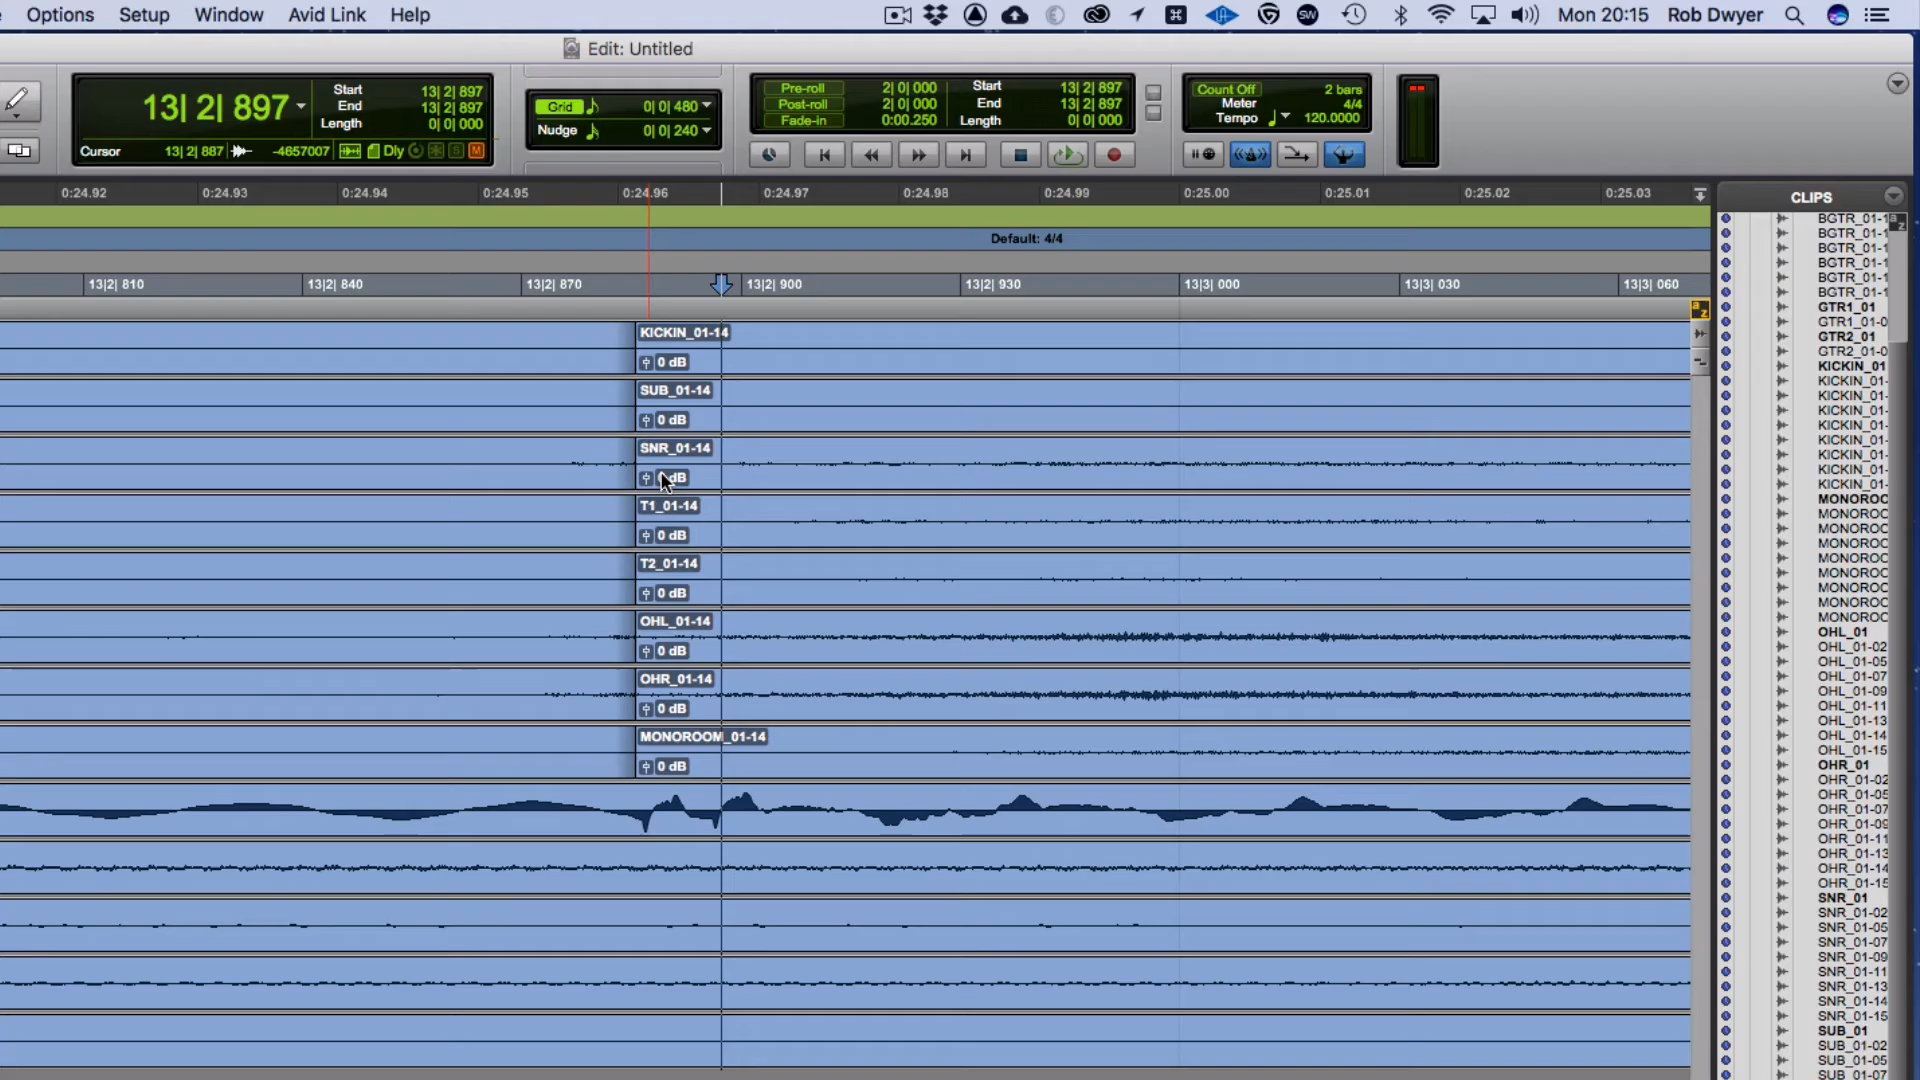 Options Setup Window Avid Link Help
Mon 20:15 Rob Dwyer
Edit: Untitled
13| 2| 897
Start 13| 2| 897
End 13| 2| 897
Length 0| 0| 000
Cursor 13| 2| 887 -4657007 Dly S M
Grid 0| 0| 480
Nudge 0| 0| 240
Pre-roll 2| 0| 000
Post-roll 2| 0| 000
Fade-in 0:00.250
Start 13| 2| 897
End 13| 2| 897
Length 0| 0| 000
Count Off 2 bars
Meter 4/4
Tempo 120.0000
0:24.92 0:24.93 0:24.94 0:24.95 0:24.96 0:24.97 0:24.98 0:24.99 0:25.00 0:25.01 0:25.02 0:25.03
Default: 4/4
13|2| 810 13|2| 840 13|2| 870 13|2| 900 13|2| 930 13|3| 000 13|3| 030 13|3| 060
a z
KICKIN_01-14
0 dB
SUB_01-14
0 dB
SNR_01-14
dB
T1_01-14
0 dB
T2_01-14
0 dB
OHL_01-14
0 dB
OHR_01-14
0 dB
MONOROOM_01-14
0 dB
CLIPS
BGTR_01-1
BGTR_01-1
BGTR_01-1
BGTR_01-1
BGTR_01-1
BGTR_01-1
GTR1_01
GTR1_01-0
GTR2_01
GTR2_01-0
KICKIN_01
KICKIN_01-
KICKIN_01-
KICKIN_01-
KICKIN_01-
KICKIN_01-
KICKIN_01-
KICKIN_01-
KICKIN_01-
MONOROC
MONOROC
MONOROC
MONOROC
MONOROC
MONOROC
MONOROC
MONOROC
MONOROC
OHL_01
OHL_01-02
OHL_01-05
OHL_01-07
OHL_01-09
OHL_01-11
OHL_01-13
OHL_01-14
OHL_01-15
OHR_01
OHR_01-02
OHR_01-05
OHR_01-07
OHR_01-09
OHR_01-11
OHR_01-13
OHR_01-14
OHR_01-15
SNR_01
SNR_01-02
SNR_01-05
SNR_01-07
SNR_01-09
SNR_01-11
SNR_01-13
SNR_01-14
SNR_01-15
SUB_01
SUB_01-02
SUB_01-05
SUB_01-07